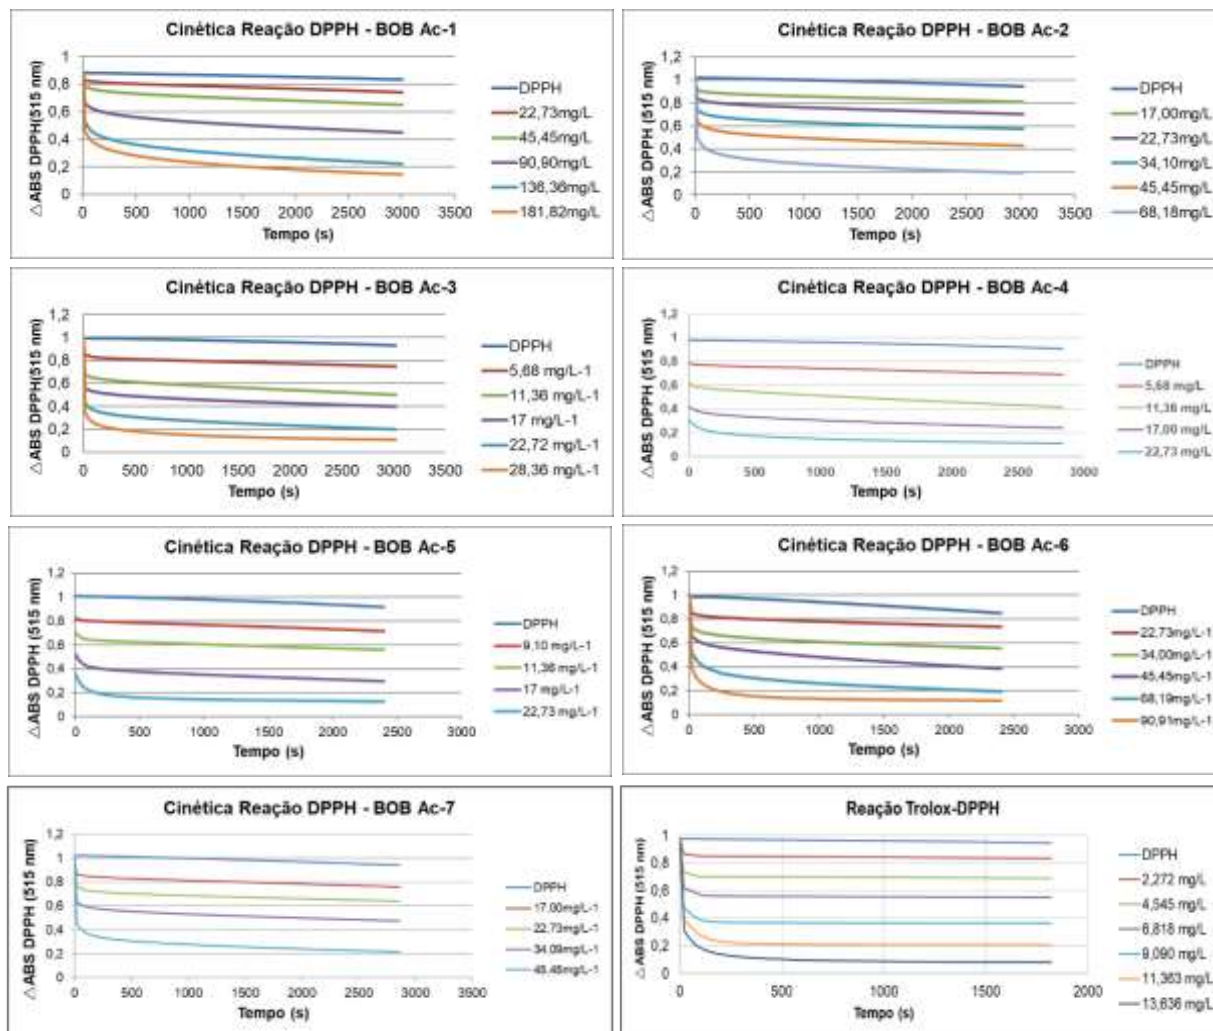 Cinética Reação DPPH - BOB Ac-1
△ABS DPPH(515 nm)
1
0,8
0,6
0,4
0,2
0
0 500 1000 1500 2000 2500 3000 3500
Tempo (s)
DPPH
22,73mg/L
45,45mg/L
90,90mg/L
136,36mg/L
181,82mg/L
Cinética Reação DPPH - BOB Ac-2
△ABS DPPH (515 nm)
1,2
1
0,8
0,6
0,4
0,2
0
0 500 1000 1500 2000 2500 3000 3500
Tempo (s)
DPPH
17,00mg/L
22,73mg/L
34,10mg/L
45,45mg/L
68,18mg/L
Cinética Reação DPPH - BOB Ac-3
△ABS DPPH(515 nm)
1,2
1
0,8
0,6
0,4
0,2
0
0 500 1000 1500 2000 2500 3000 3500
Tempo (s)
DPPH
5,68 mg/L-1
11,36 mg/L-1
17 mg/L-1
22,72 mg/L-1
28,36 mg/L-1
Cinética Reação DPPH - BOB Ac-4
△ABS DPPH (515 nm)
1,2
1
0,8
0,6
0,4
0,2
0
0 500 1000 1500 2000 2500 3000
Tempo (s)
DPPH
5,68 mg/L
11,36 mg/L
17,00 mg/L
22,73 mg/L
Cinética Reação DPPH - BOB Ac-5
△ABS DPPH (515 nm)
1,2
1
0,8
0,6
0,4
0,2
0
0 500 1000 1500 2000 2500 3000
Tempo (s)
DPPH
9,10 mg/L-1
11,36 mg/L-1
17 mg/L-1
22,73 mg/L-1
Cinética Reação DPPH - BOB Ac-6
△ABS DPPH (515 nm)
1,2
1
0,8
0,6
0,4
0,2
0
0 500 1000 1500 2000 2500 3000
Tempo (s)
DPPH
22,73mg/L-1
34,00mg/L-1
45,45mg/L-1
68,19mg/L-1
90,91mg/L-1
Cinética Reação DPPH - BOB Ac-7
△ABS DPPH (515 nm)
1,2
1
0,8
0,6
0,4
0,2
0
0 500 1000 1500 2000 2500 3000 3500
Tempo (s)
DPPH
17,00mg/L-1
22,73mg/L-1
34,09mg/L-1
Reação Trolox-DPPH
△ABS DPPH (515 nm)
1
0,8
0,6
0,4
0,2
0
0 500 1000 1500 2000
Tempo (s)
DPPH
2,272 mg/L
4,545 mg/L
6,818 mg/L
9,090 mg/L
11,363 mg/L
13,636 mg/L